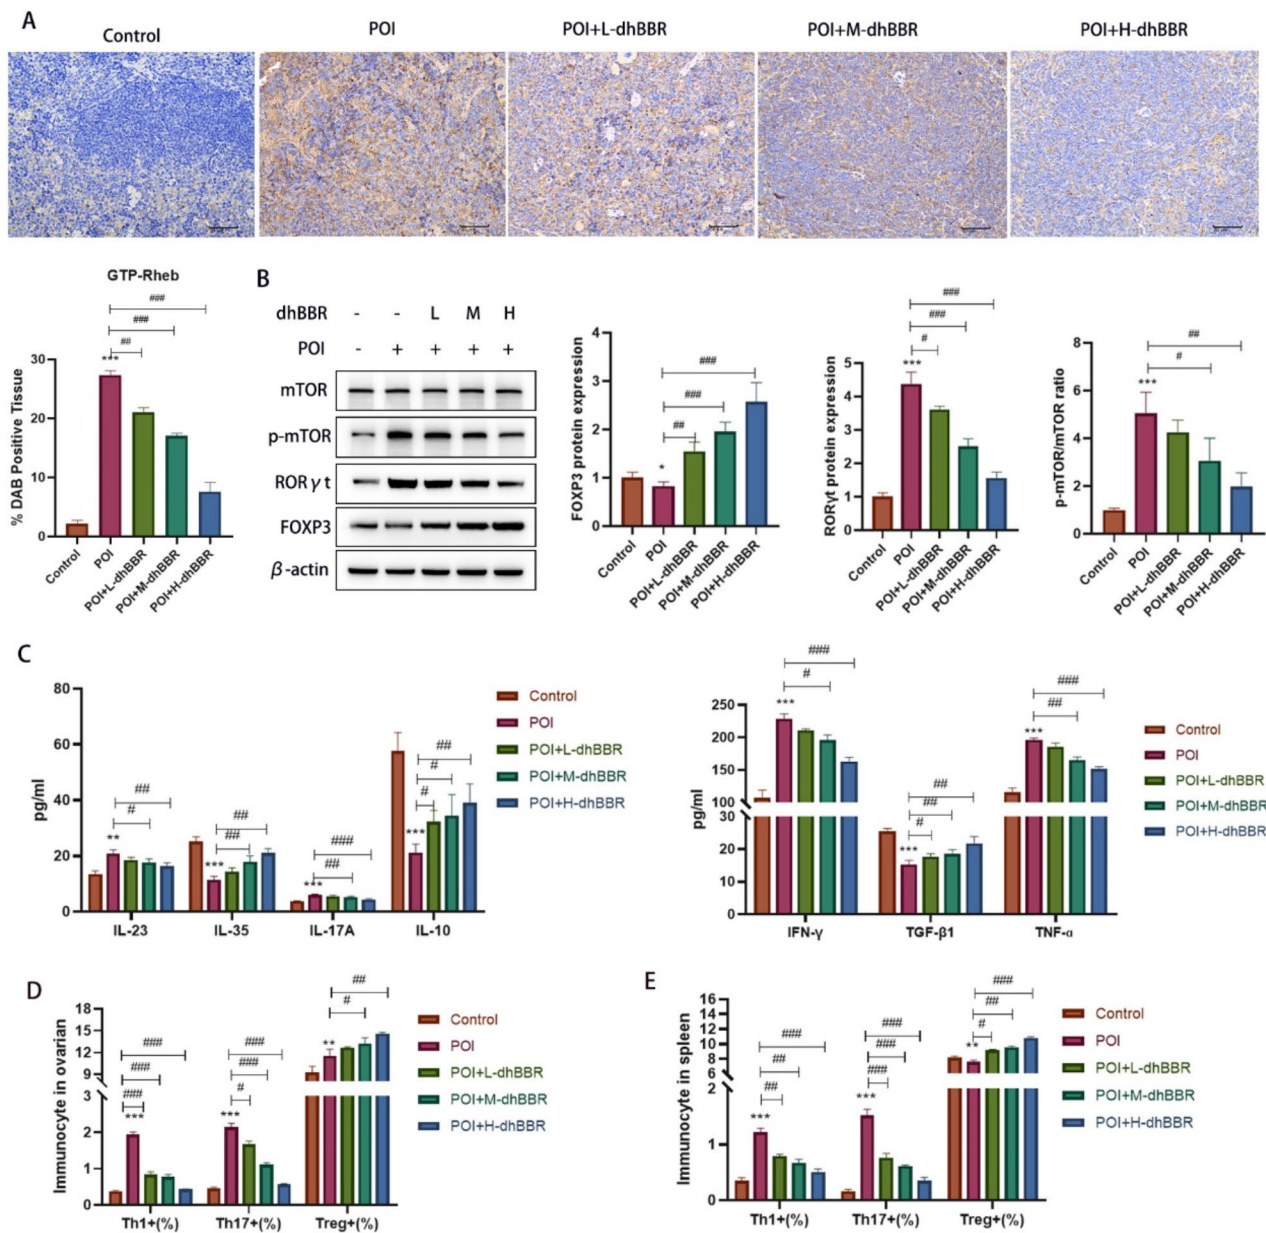 A
Control
POI
POI+L-dhBBR
POI+M-dhBBR
POI+H-dhBBR
GTP-Rheb
% DAB Positive Tissue
30
20
10
0
***
##
###
###
Control
POI
POI+L-dhBBR
POI+M-dhBBR
POI+H-dhBBR
B
dhBBR - - L M H
POI - + + + +
mTOR
p-mTOR
RORγt
FOXP3
β-actin
FOXP3 protein expression
4
3
2
1
0
*
##
###
###
Control
POI
POI+L-dhBBR
POI+M-dhBBR
POI+H-dhBBR
RORγt protein expression
5
4
3
2
1
0
***
#
###
###
Control
POI
POI+L-dhBBR
POI+M-dhBBR
POI+H-dhBBR
p-mTOR/mTOR ratio
8
6
4
2
0
***
#
##
Control
POI
POI+L-dhBBR
POI+M-dhBBR
POI+H-dhBBR
C
pg/ml
80
60
40
20
0
**
#
##
***
##
##
***
##
###
***
#
#
##
IL-23 IL-35 IL-17A IL-10
Control
POI
POI+L-dhBBR
POI+M-dhBBR
POI+H-dhBBR
pg/ml
250
200
150
100
30
20
10
0
***
#
###
***
#
##
##
***
##
###
IFN-γ TGF-β1 TNF-α
Control
POI
POI+L-dhBBR
POI+M-dhBBR
POI+H-dhBBR
D
Immunocyte in ovarian
18
15
12
9
3
2
1
0
***
###
###
###
***
#
###
###
**
#
##
Th1+(%) Th17+(%) Treg+(%)
Control
POI
POI+L-dhBBR
POI+M-dhBBR
POI+H-dhBBR
E
Immunocyte in spleen
16
14
12
10
8
6
2
1
0
***
##
##
###
***
###
###
###
**
#
##
###
Th1+(%) Th17+(%) Treg+(%)
Control
POI
POI+L-dhBBR
POI+M-dhBBR
POI+H-dhBBR